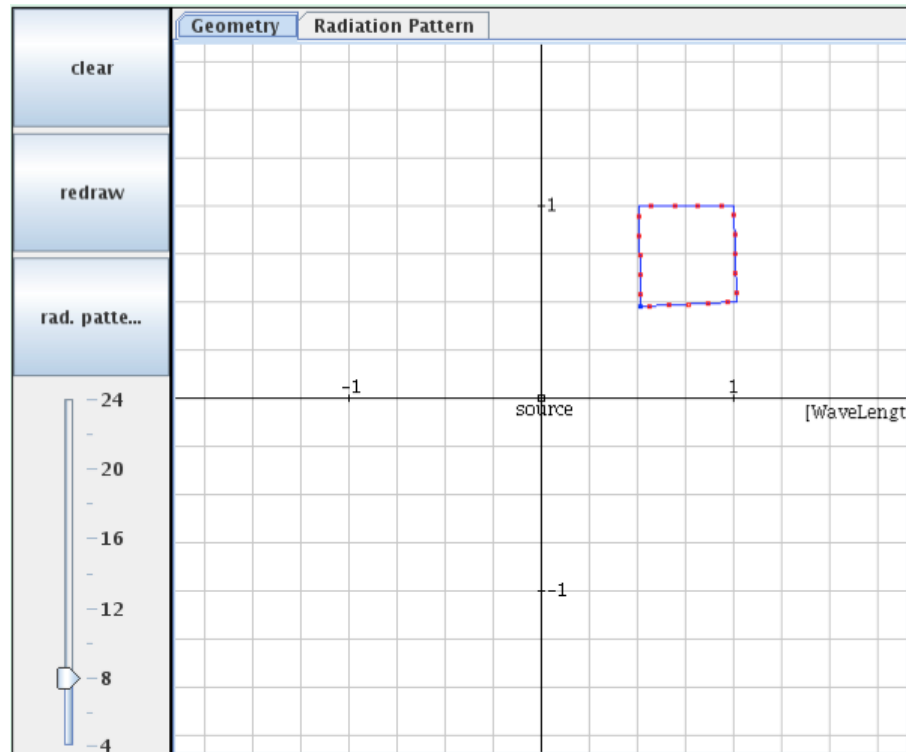 Geometry Radiation Pattern
clear
redraw
rad. patte...
24
20
16
12
8
4
1
-1
1
source
[WaveLengt
-1